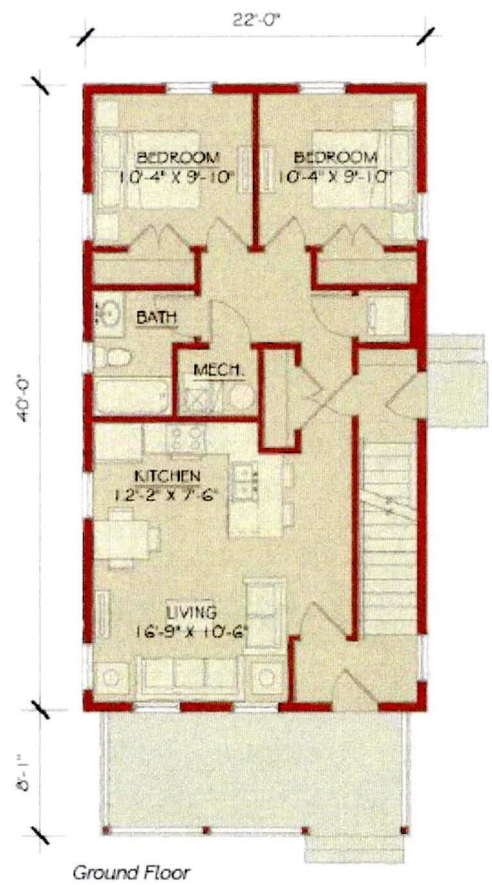 22'-0"
BEDROOM
10'-4" X 9'-10"
BEDROOM
10'-4" X 9'-10"
BATH
MECH.
40'-0"
KITCHEN
12'-2" X 7'-6"
LIVING
16'-9" X 10'-6"
8'-1"
Ground Floor